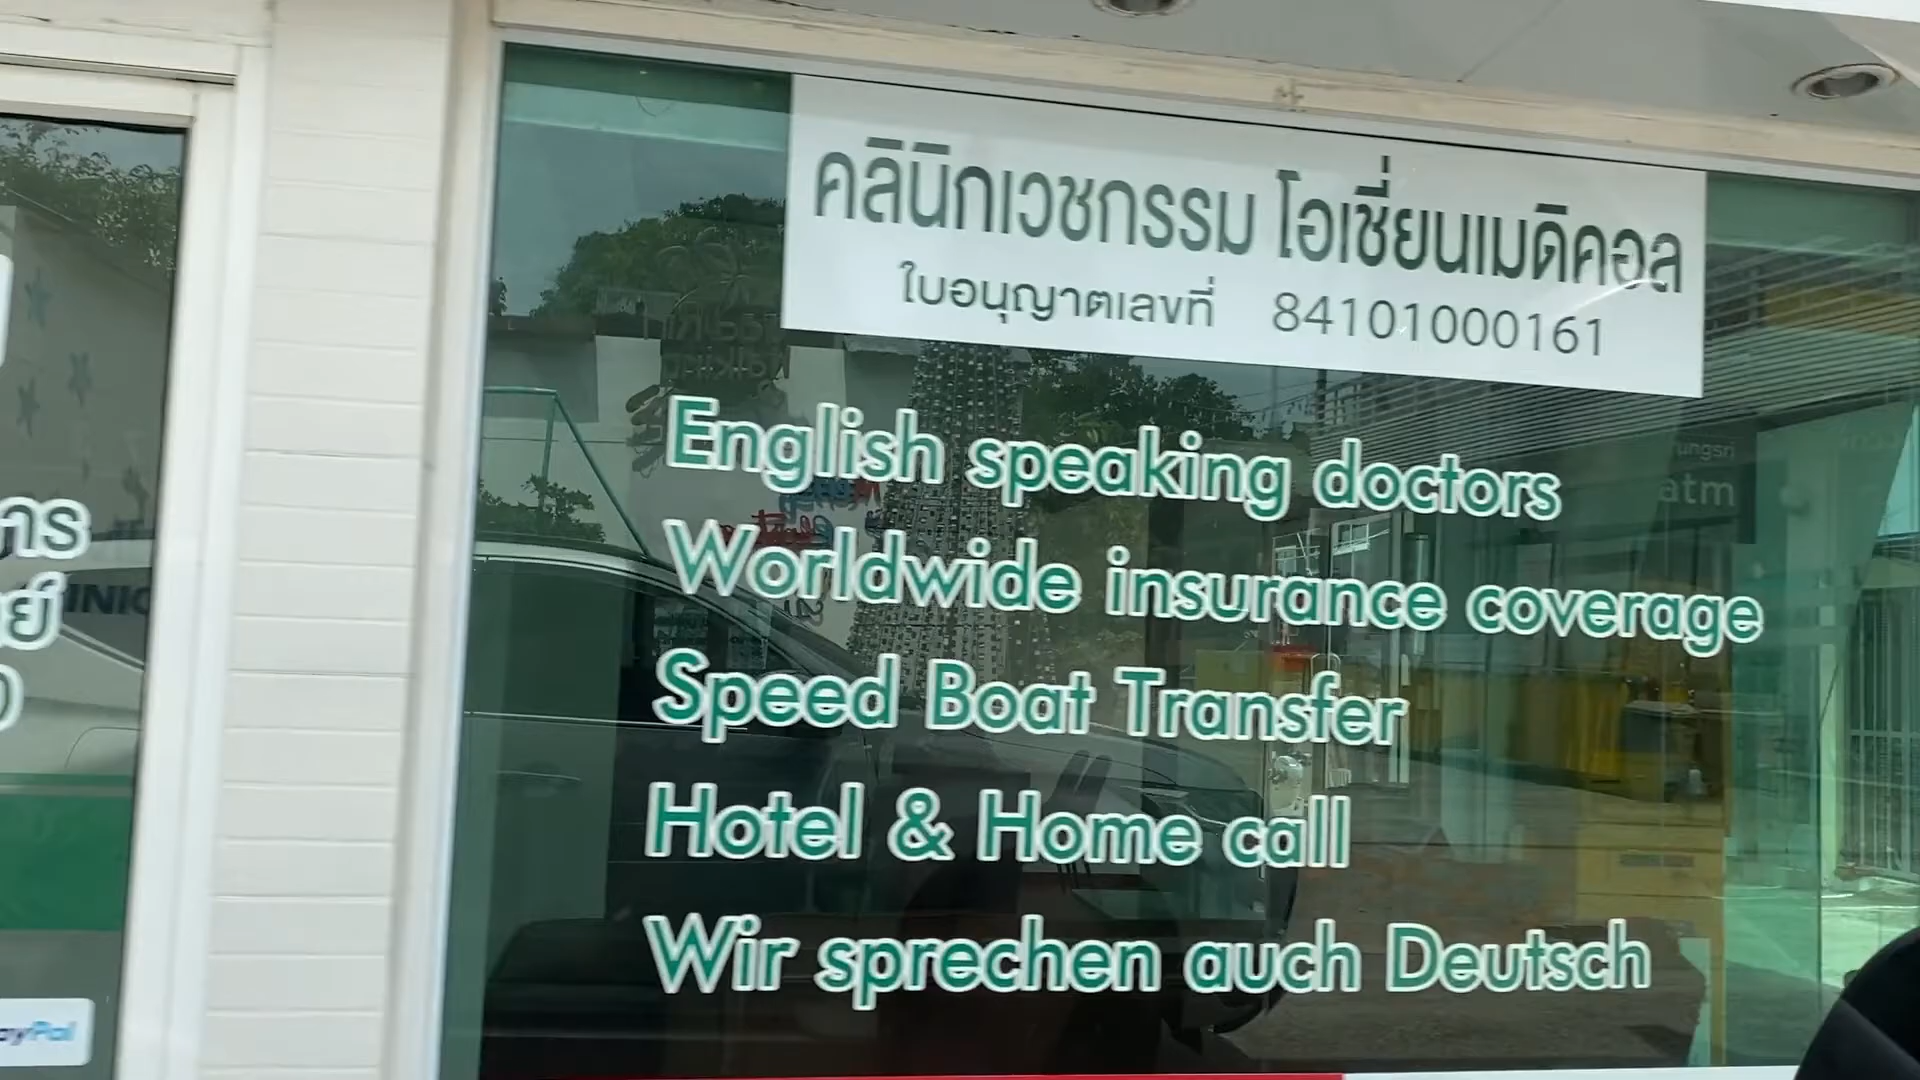 คลินิกเวชกรรม โอเชี่ยนเมดิคอล
ใบอนุญาตเลขที่ 84101000161
English speaking doctors
Worldwide insurance coverage
Speed Boat Transfer
Hotel & Home call
Wir sprechen auch Deutsch
atm
PayPal